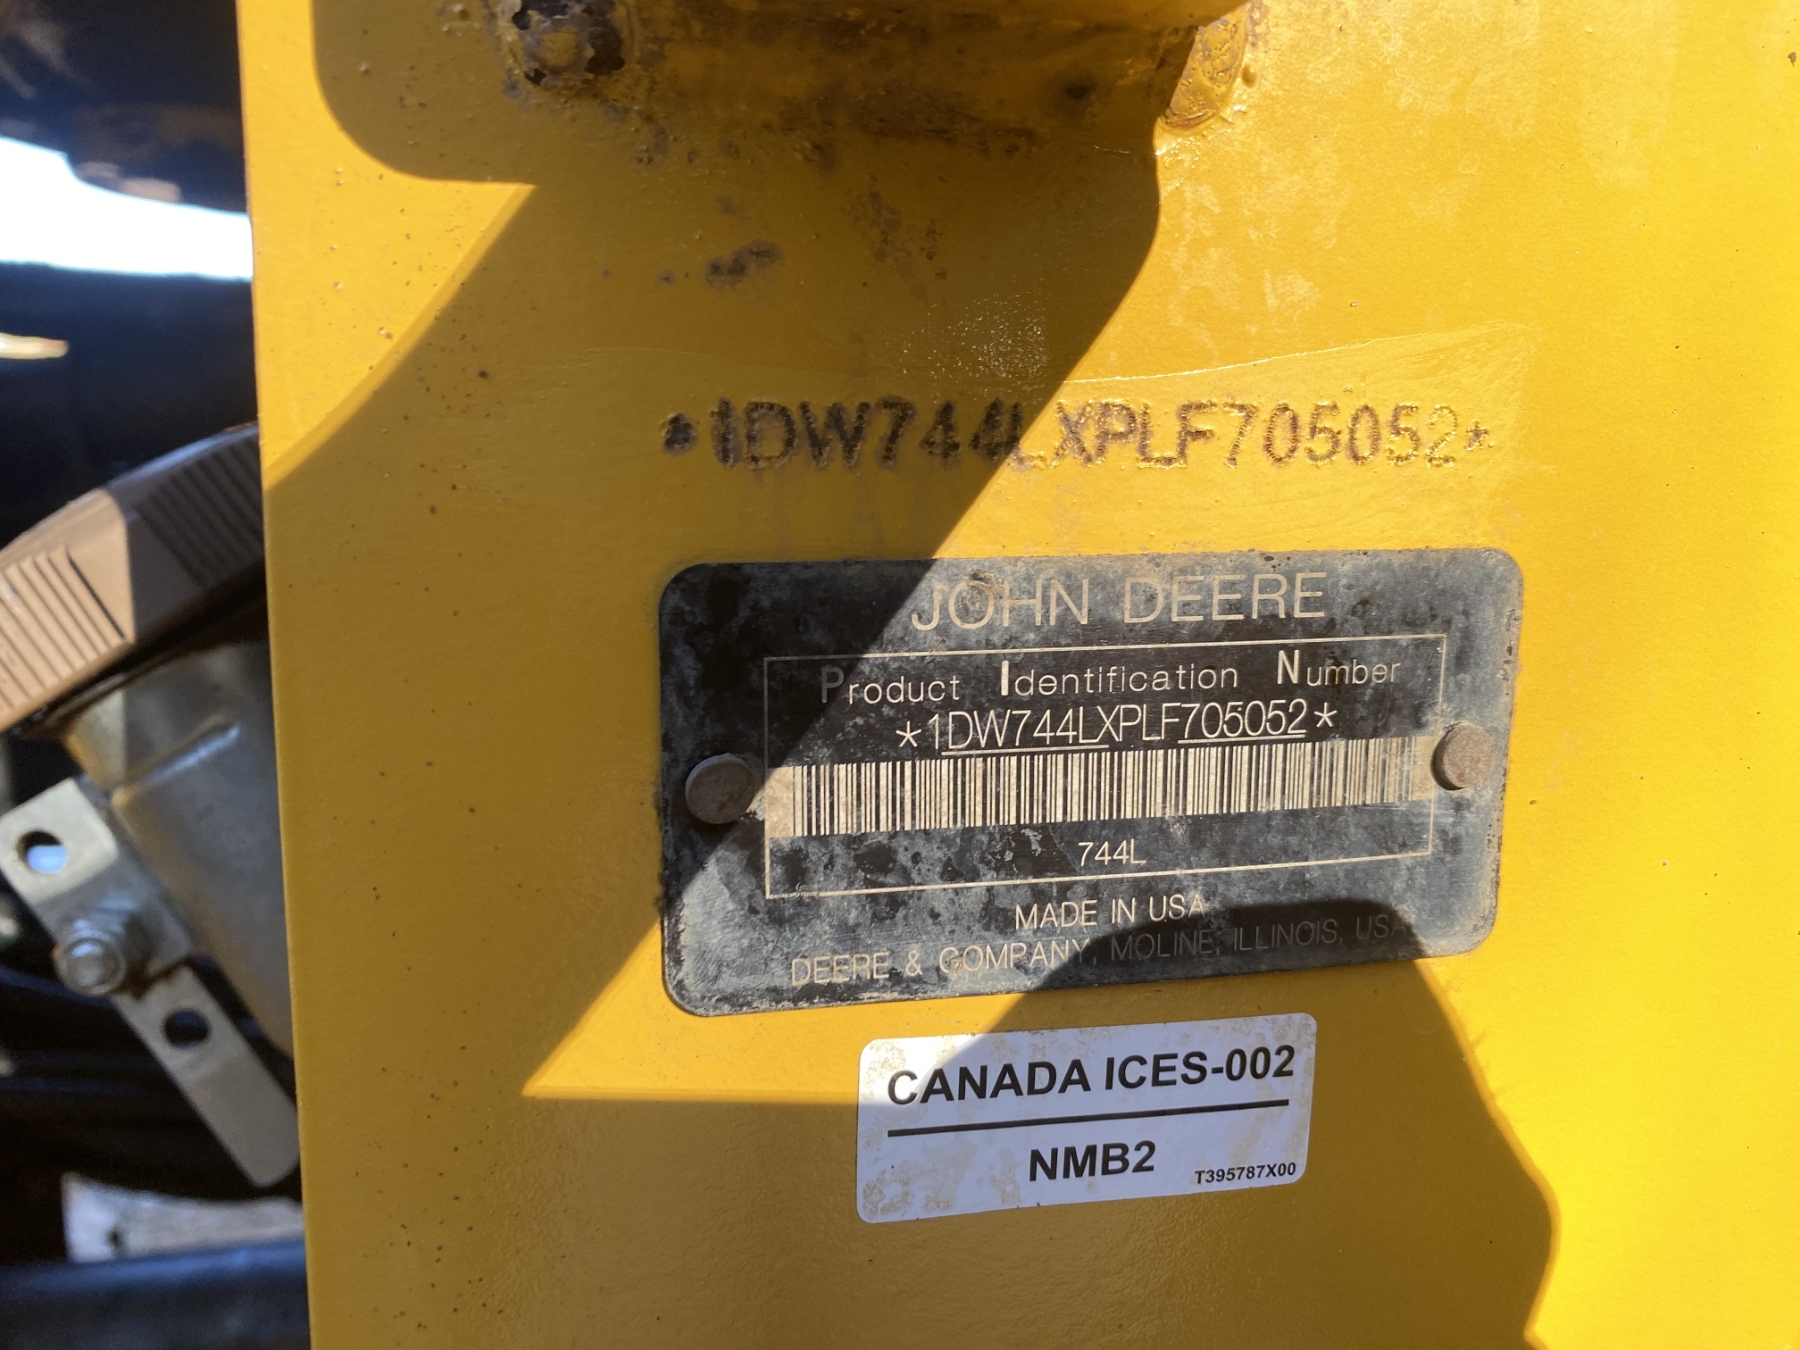 *1DW744LXPLF705052*
JOHN DEERE
Product Identification Number
*1DW744LXPLF705052*
744L
MADE IN USA
DEERE & COMPANY, MOLINE, ILLINOIS, USA
CANADA ICES-002
NMB2
T395787X00